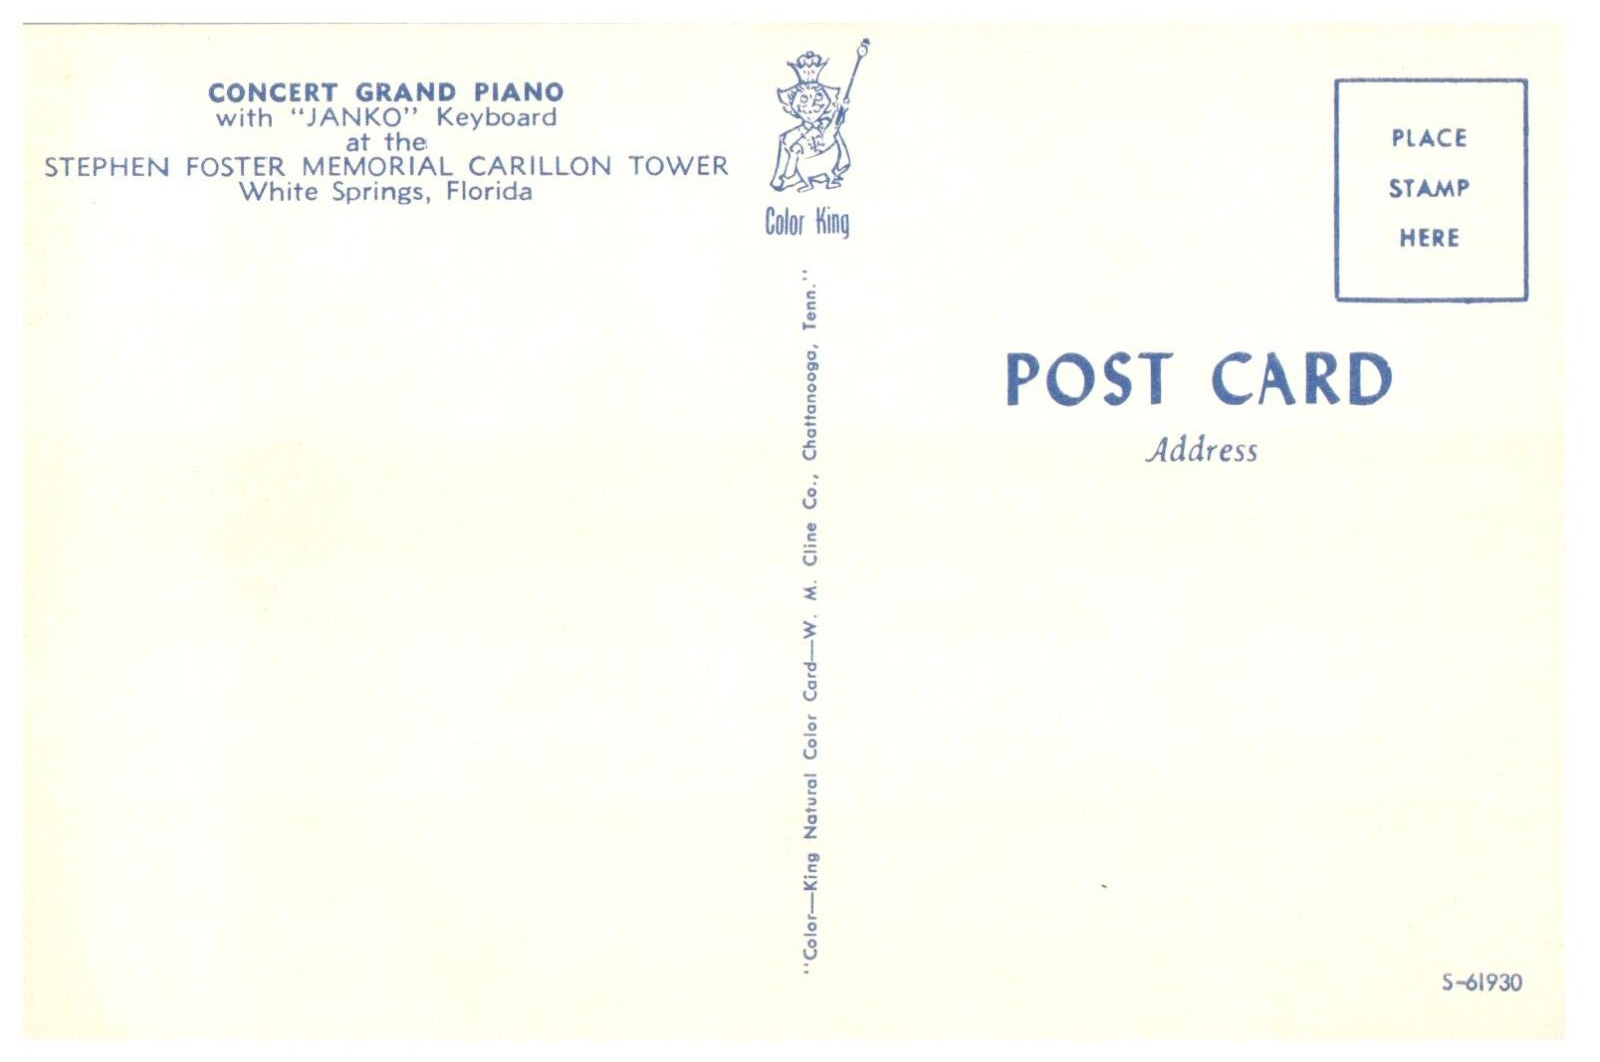 CONCERT GRAND PIANO
with "JANKO" Keyboard
at the
STEPHEN FOSTER MEMORIAL CARILLON TOWER
White Springs, Florida
Color King
"Color—King Natural Color Card—W. M. Cline Co., Chattanooga, Tenn."
PLACE
STAMP
HERE
POST CARD
Address
S-61930